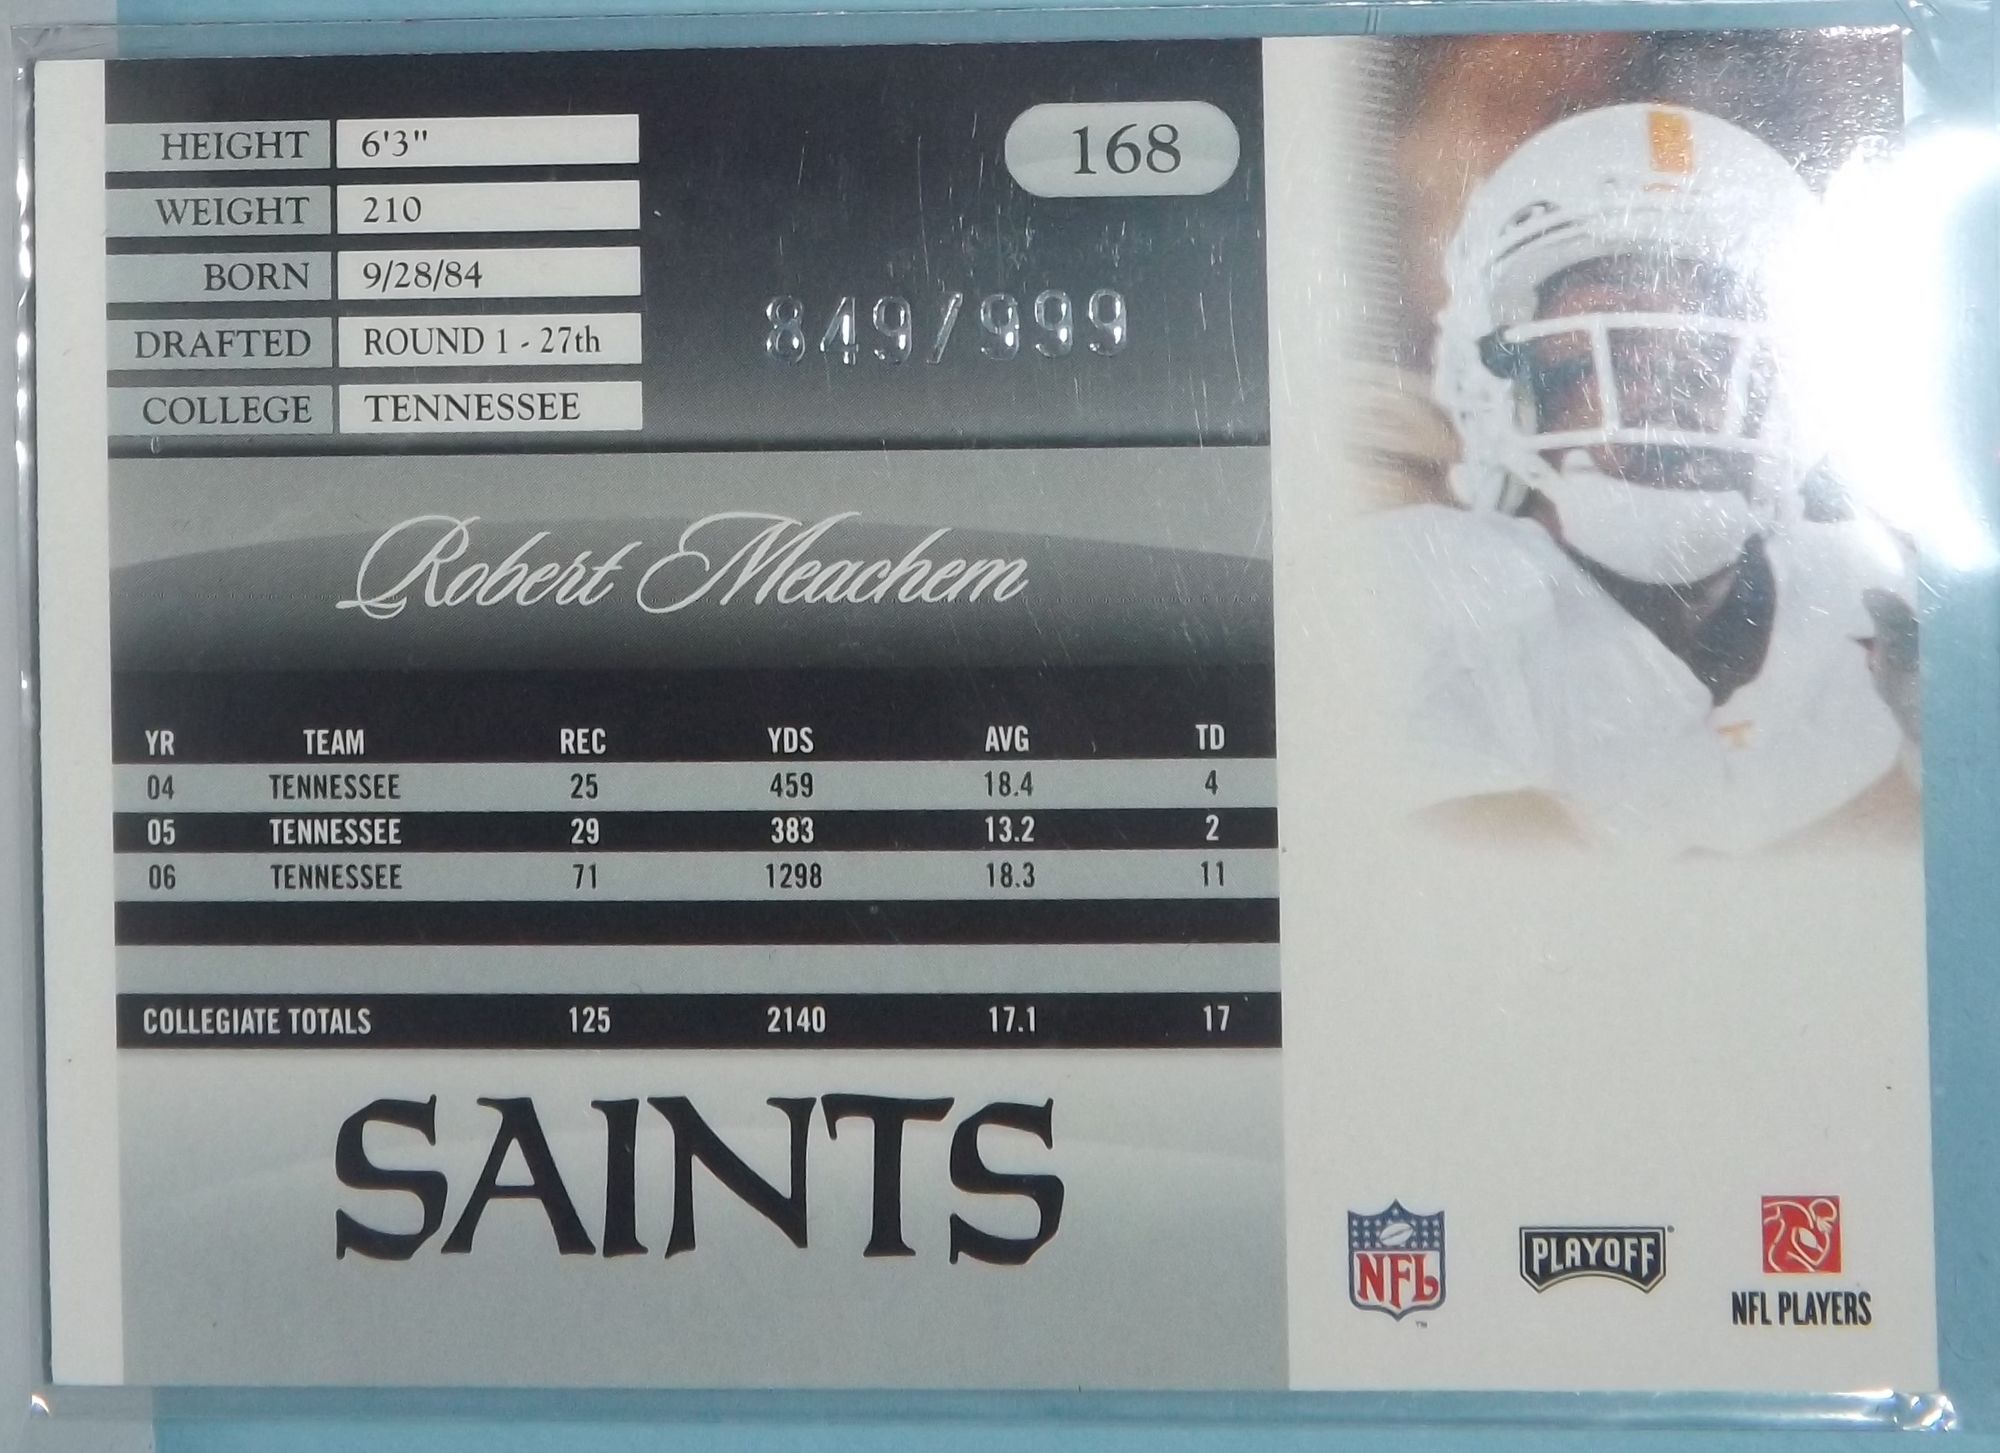 HEIGHT 6'3"
WEIGHT 210
BORN 9/28/84
DRAFTED ROUND 1 - 27th
COLLEGE TENNESSEE
168
849/999
Robert Meachem
YR TEAM REC YDS AVG TD
04 TENNESSEE 25 459 18.4 4
05 TENNESSEE 29 383 13.2 2
06 TENNESSEE 71 1298 18.3 11
COLLEGIATE TOTALS 125 2140 17.1 17
SAINTS
NFL
TM
PLAYOFF
NFL PLAYERS
T